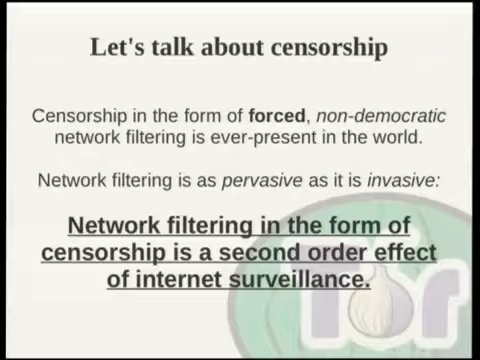 Let's talk about censorship
Censorship in the form of forced, non-democratic
network filtering is ever-present in the world.
Network filtering is as pervasive as it is invasive:
Network filtering in the form of
censorship is a second order effect
of internet surveillance.
Tor